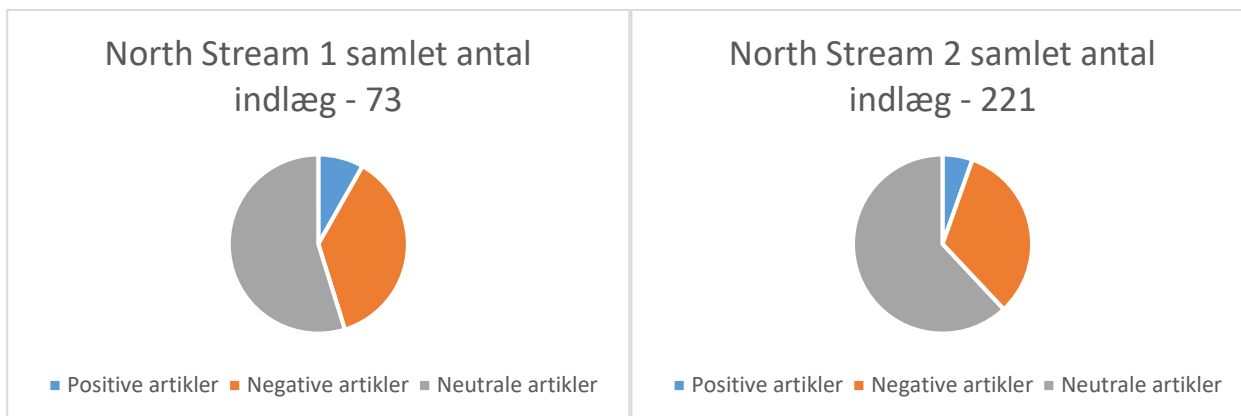 North Stream 1 samlet antal
indlæg - 73
Positive artikler Negative artikler Neutrale artikler
North Stream 2 samlet antal
indlæg - 221
Positive artikler Negative artikler Neutrale artikler